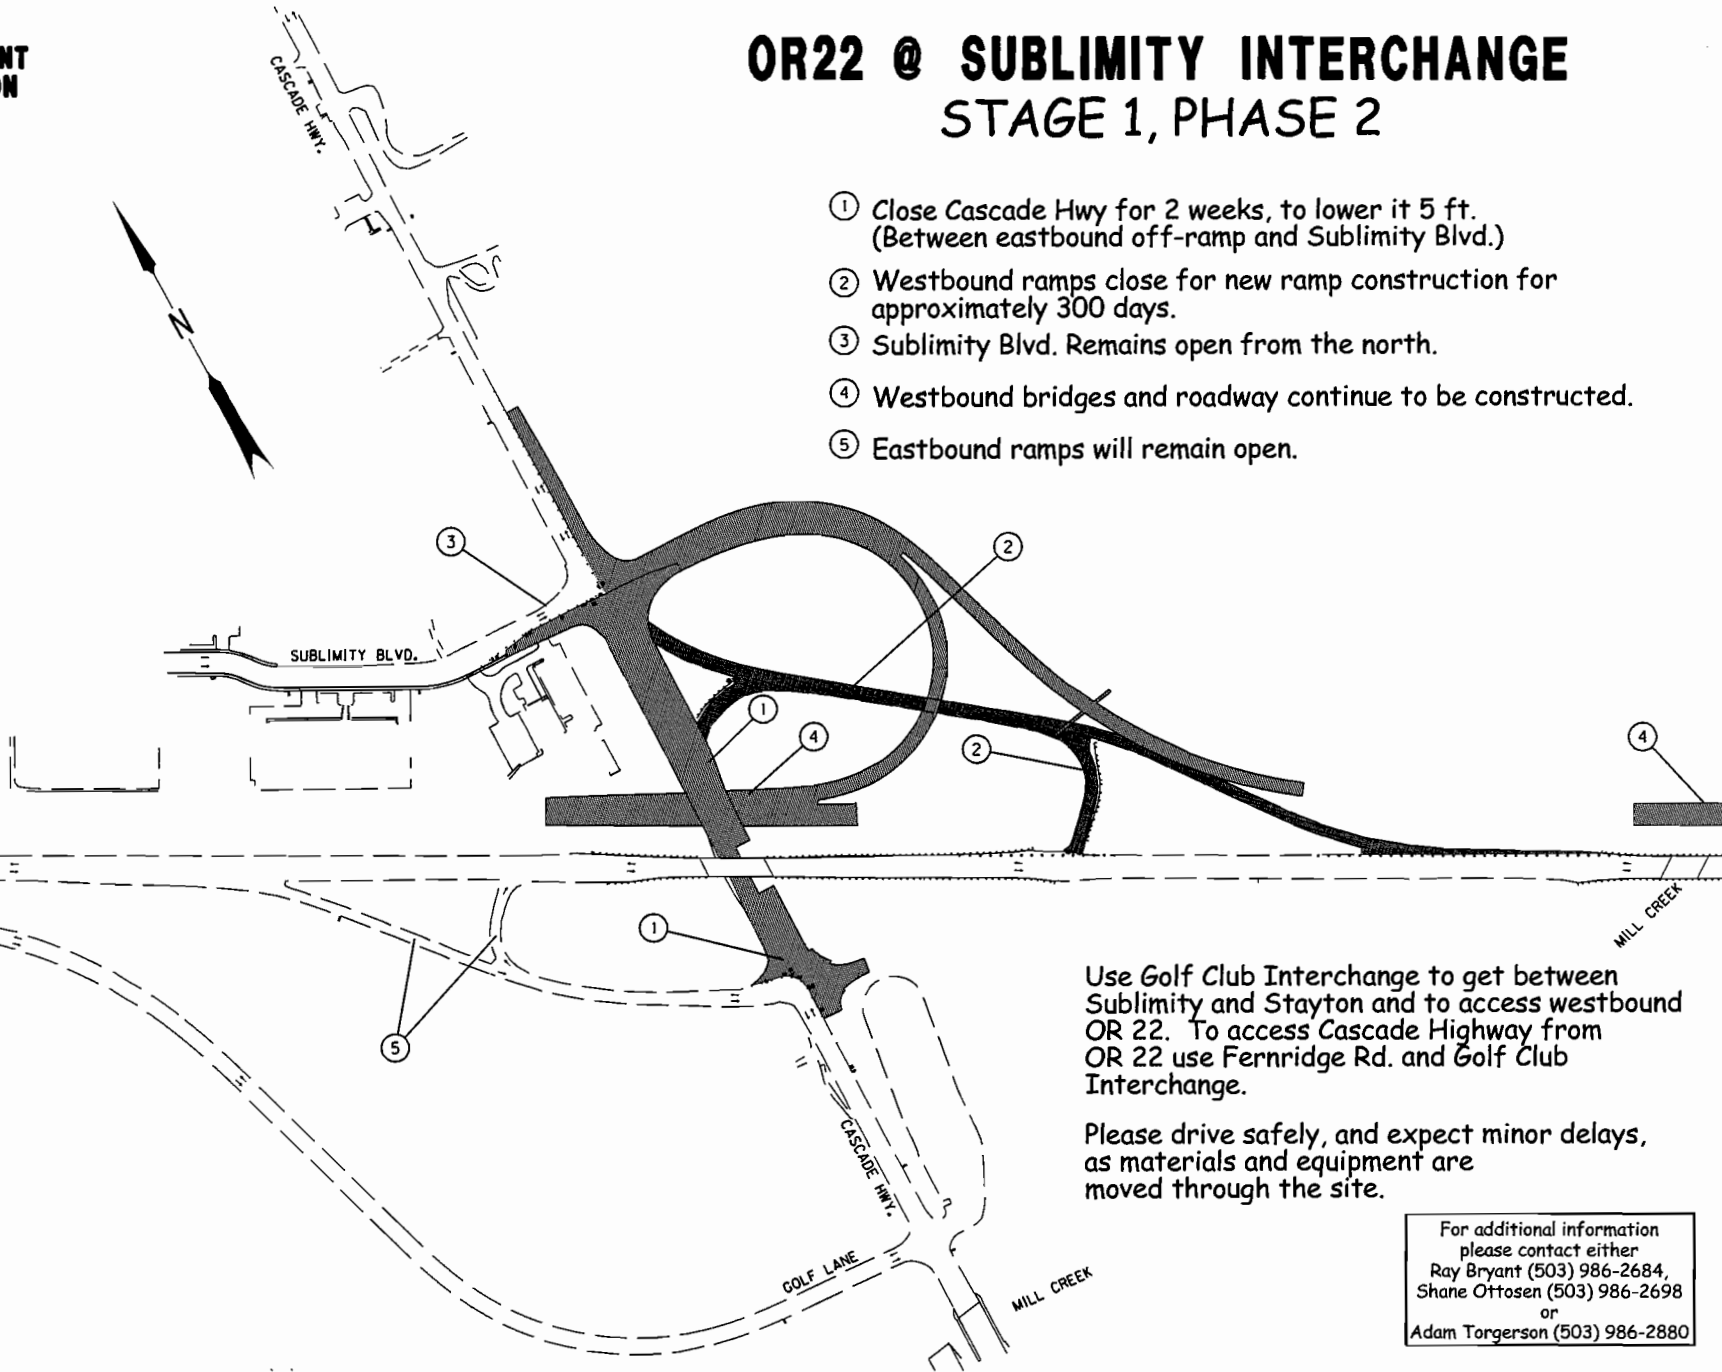 NT
ON
OR22 @ SUBLIMITY INTERCHANGE
STAGE 1, PHASE 2
1 Close Cascade Hwy for 2 weeks, to lower it 5 ft.
(Between eastbound off-ramp and Sublimity Blvd.)
2 Westbound ramps close for new ramp construction for
approximately 300 days.
3 Sublimity Blvd. Remains open from the north.
4 Westbound bridges and roadway continue to be constructed.
5 Eastbound ramps will remain open.
CASCADE HWY.
N
3
2
SUBLIMITY BLVD.
1
4
2
4
1
5
MILL CREEK
CASCADE HWY.
GOLF LANE
MILL CREEK
Use Golf Club Interchange to get between
Sublimity and Stayton and to access westbound
OR 22. To access Cascade Highway from
OR 22 use Fernridge Rd. and Golf Club
Interchange.
Please drive safely, and expect minor delays,
as materials and equipment are
moved through the site.
For additional information
please contact either
Ray Bryant (503) 986-2684,
Shane Ottosen (503) 986-2698
or
Adam Torgerson (503) 986-2880